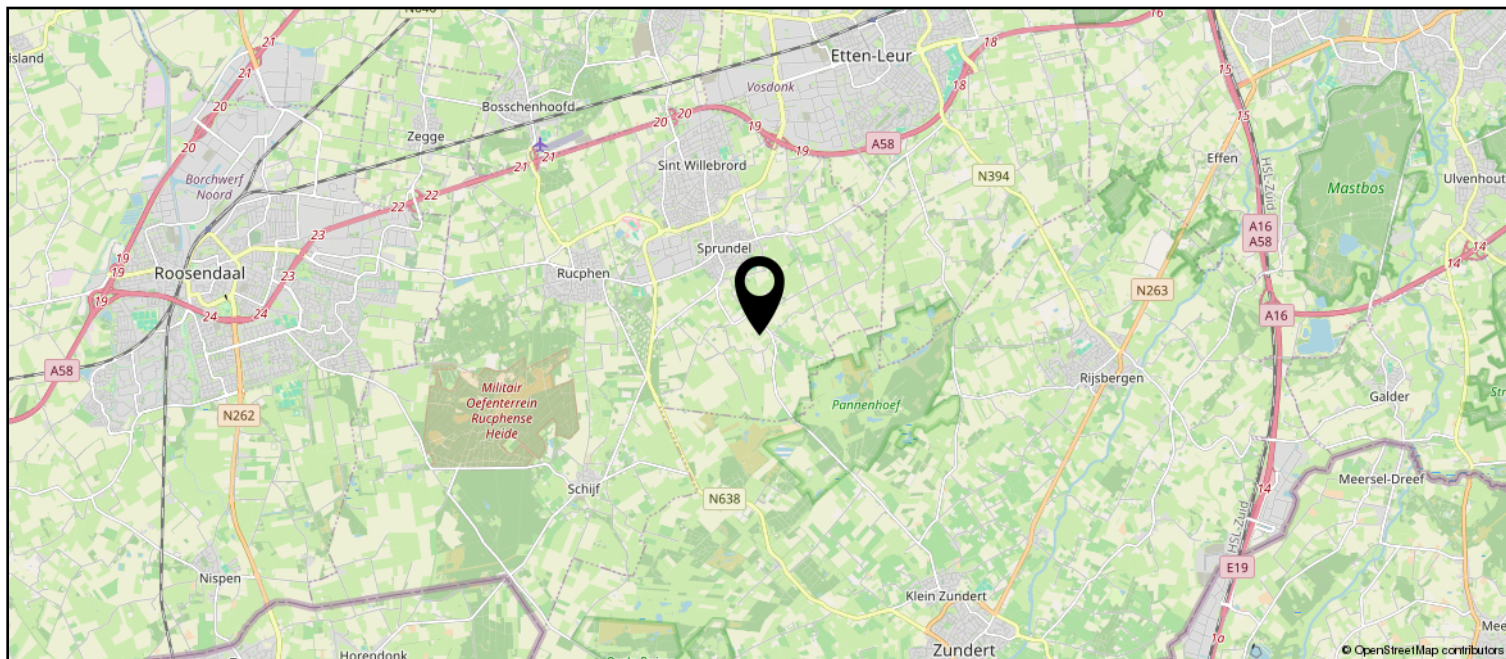 N640
16
island
21
21
20
20
Etten-Leur
18
18
Vosdonk
15
15
Bosschenhoofd
20
20
19
19
A58
Zegge
21
21
Sint Willebrord
N394
Effen
HSL-Zuid
Mastbos
Ulvenhout
Borchwerf
Noord
22
22
23
23
Sprundel
A16
A58
14
14
Roosendaal
19
19
Rucphen
N263
24
24
A16
A58
Rijsbergen
Galder
Militair
Oefenterrein
Rucphense
Heide
Pannenhoef
N262
Schijf
N638
14
Meersel-Dreef
HSL-Zuid
E19
Nispen
Klein Zundert
Horendonk
Zundert
1a
© OpenStreetMap contributors